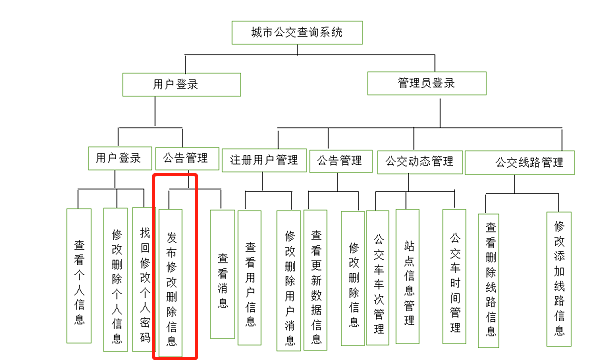 城市公交查询系统
用户登录
管理员登录
用户登录
公告管理
注册用户管理
公告管理
公交动态管理
公交线路管理
查看个人信息
修改删除个人信息
找回修改个人密码
发布修改删除信息
查看消息
查看用户信息
修改删除用户消息
查看更新数据信息
修改删除信息
公交车车次管理
站点信息管理
公交车时间管理
查看删除线路信息
修改添加线路信息